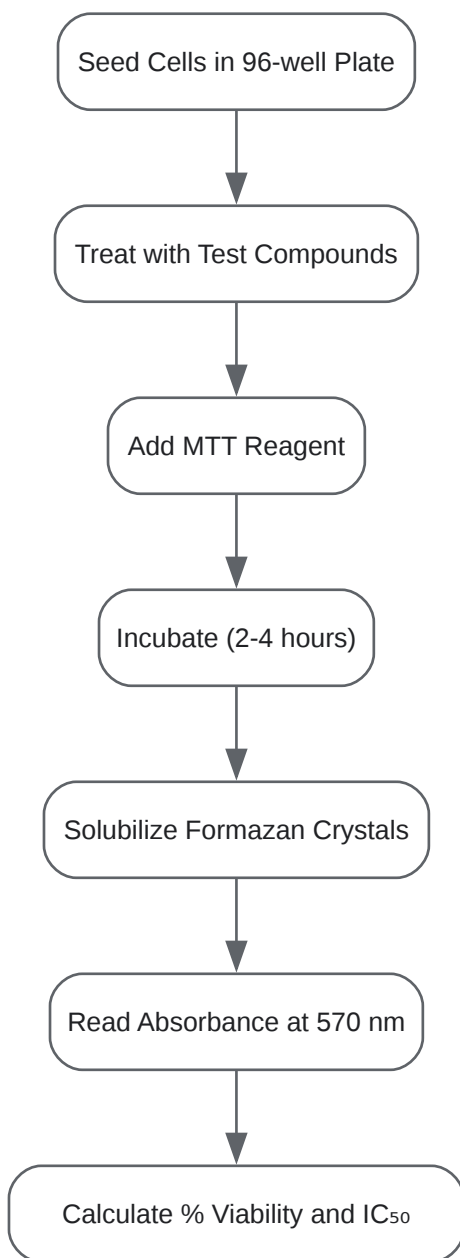 Seed Cells in 96-well Plate
Treat with Test Compounds
Add MTT Reagent
Incubate (2-4 hours)
Solubilize Formazan Crystals
Read Absorbance at 570 nm
Calculate % Viability and IC₅₀